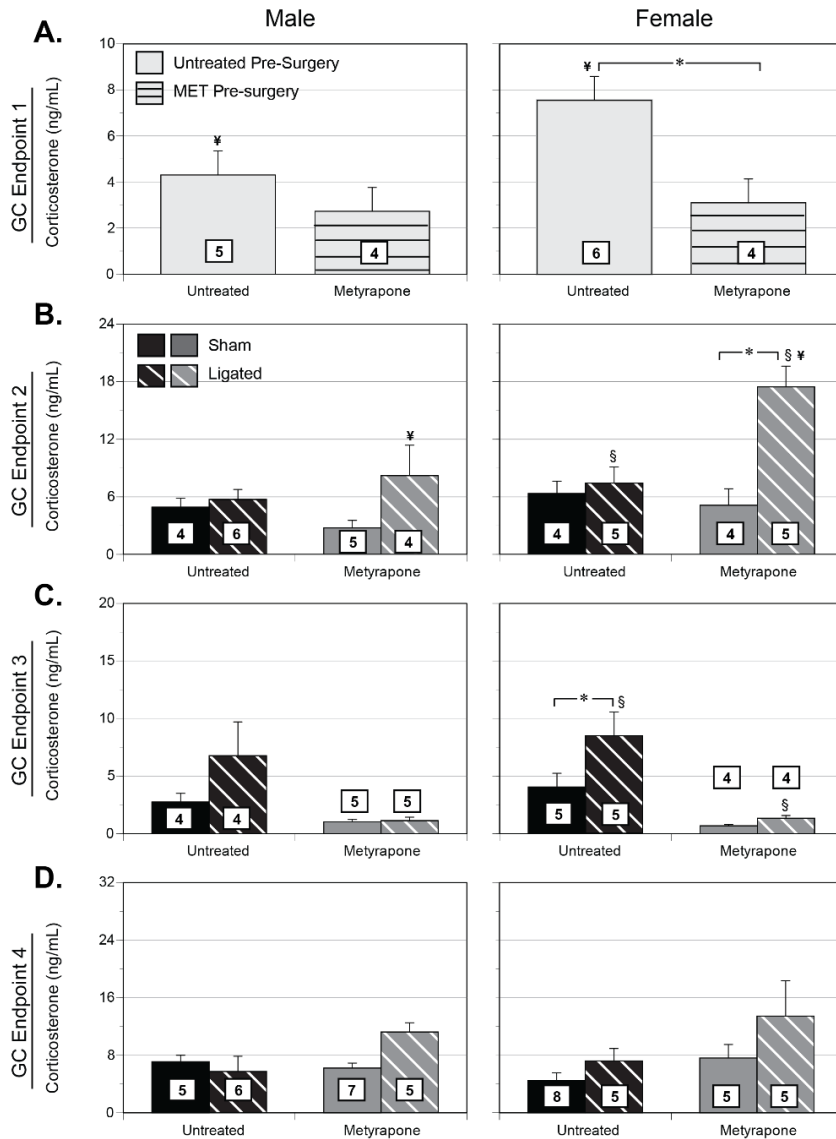 Male
Female
A.
GC Endpoint 1
Corticosterone (ng/mL)
10
8
6
4
2
0
Untreated Pre-Surgery
MET Pre-surgery
¥
5
4
Untreated
Metyrapone
¥
*
6
4
Untreated
Metyrapone
B.
GC Endpoint 2
Corticosterone (ng/mL)
24
18
12
6
0
Sham
Ligated
¥
4
6
5
4
Untreated
Metyrapone
*
§ ¥
§
4
5
4
5
Untreated
Metyrapone
C.
GC Endpoint 3
Corticosterone (ng/mL)
20
15
10
5
0
4
4
5
5
Untreated
Metyrapone
*
§
5
5
4
4
§
Untreated
Metyrapone
D.
GC Endpoint 4
Corticosterone (ng/mL)
32
24
16
8
0
5
6
7
5
Untreated
Metyrapone
8
5
5
5
Untreated
Metyrapone